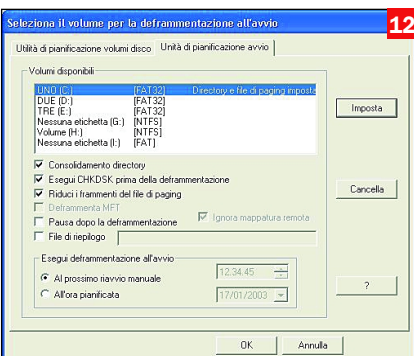 Seleziona il volume per la deframmentazione all'avvio
12
Utilità di pianificazione volumi disco Unità di pianificazione avvio
Volumi disponibili
UNO (C:) [FAT32] Directory e file di paging imposta
DUE (D:) [FAT32]
TRE (E:) [FAT32]
Nessuna etichetta (G:) [NTFS]
Volume (H:) [NTFS]
Nessuna etichetta (I:) [FAT]
Imposta
Consolidamento directory
Esegui CHKDSK prima della deframmentazione
Riduci i frammenti del file di paging
Cancella
Deframmenta MFT
Pausa dopo la deframmentazione Ignora mappatura remota
File di riepilogo
Esegui deframmentazione all'avvio
Al prossimo riavvio manuale 12.34.45
All'ora pianificata 17/01/2003
?
OK Annulla